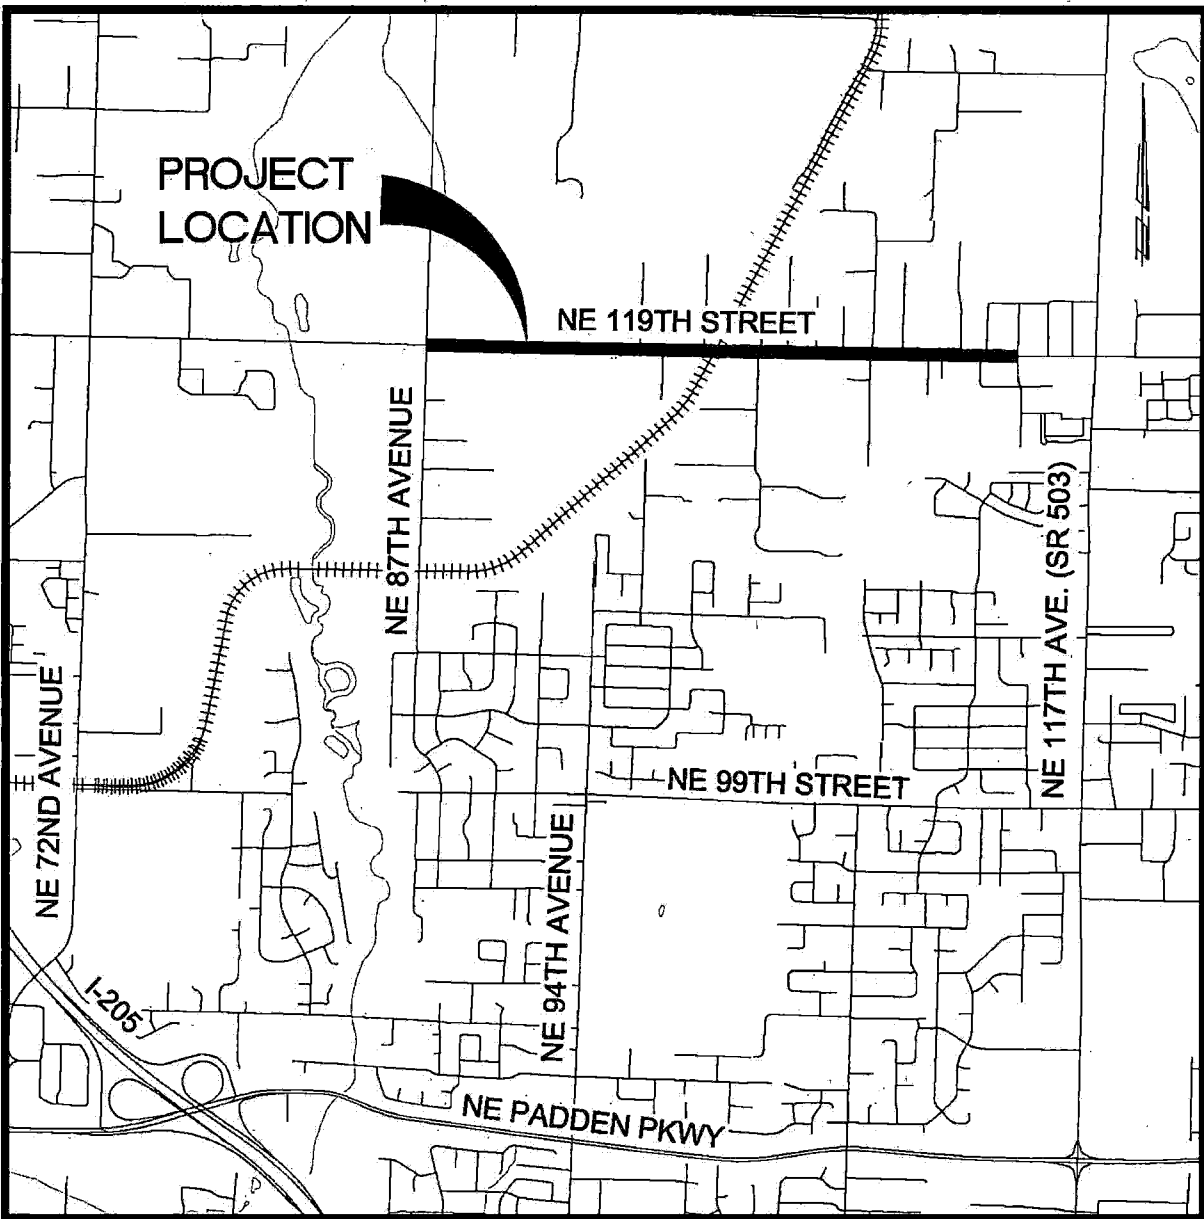 PROJECT
LOCATION
NE 119TH STREET
NE 87TH AVENUE
NE 117TH AVE. (SR 503)
NE 72ND AVENUE
NE 99TH STREET
NE 94TH AVENUE
I-205
NE PADDEN PKWY